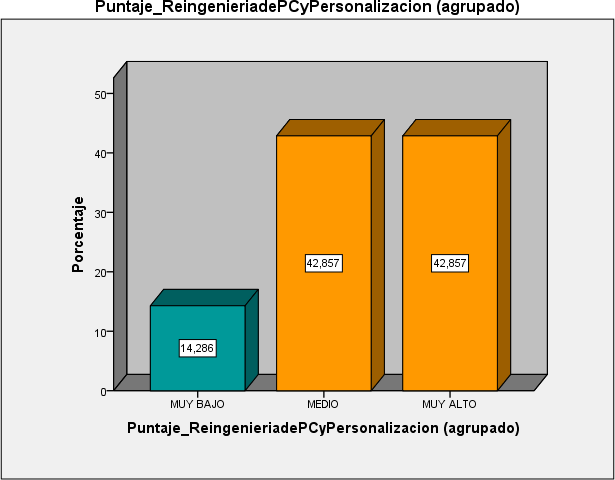 Puntaje_ReingenieriadePCyPersonalizacion (agrupado)
50
40
30
20
10
0
Porcentaje
14,286
42,857
42,857
MUY BAJO
MEDIO
MUY ALTO
Puntaje_ReingenieriadePCyPersonalizacion (agrupado)